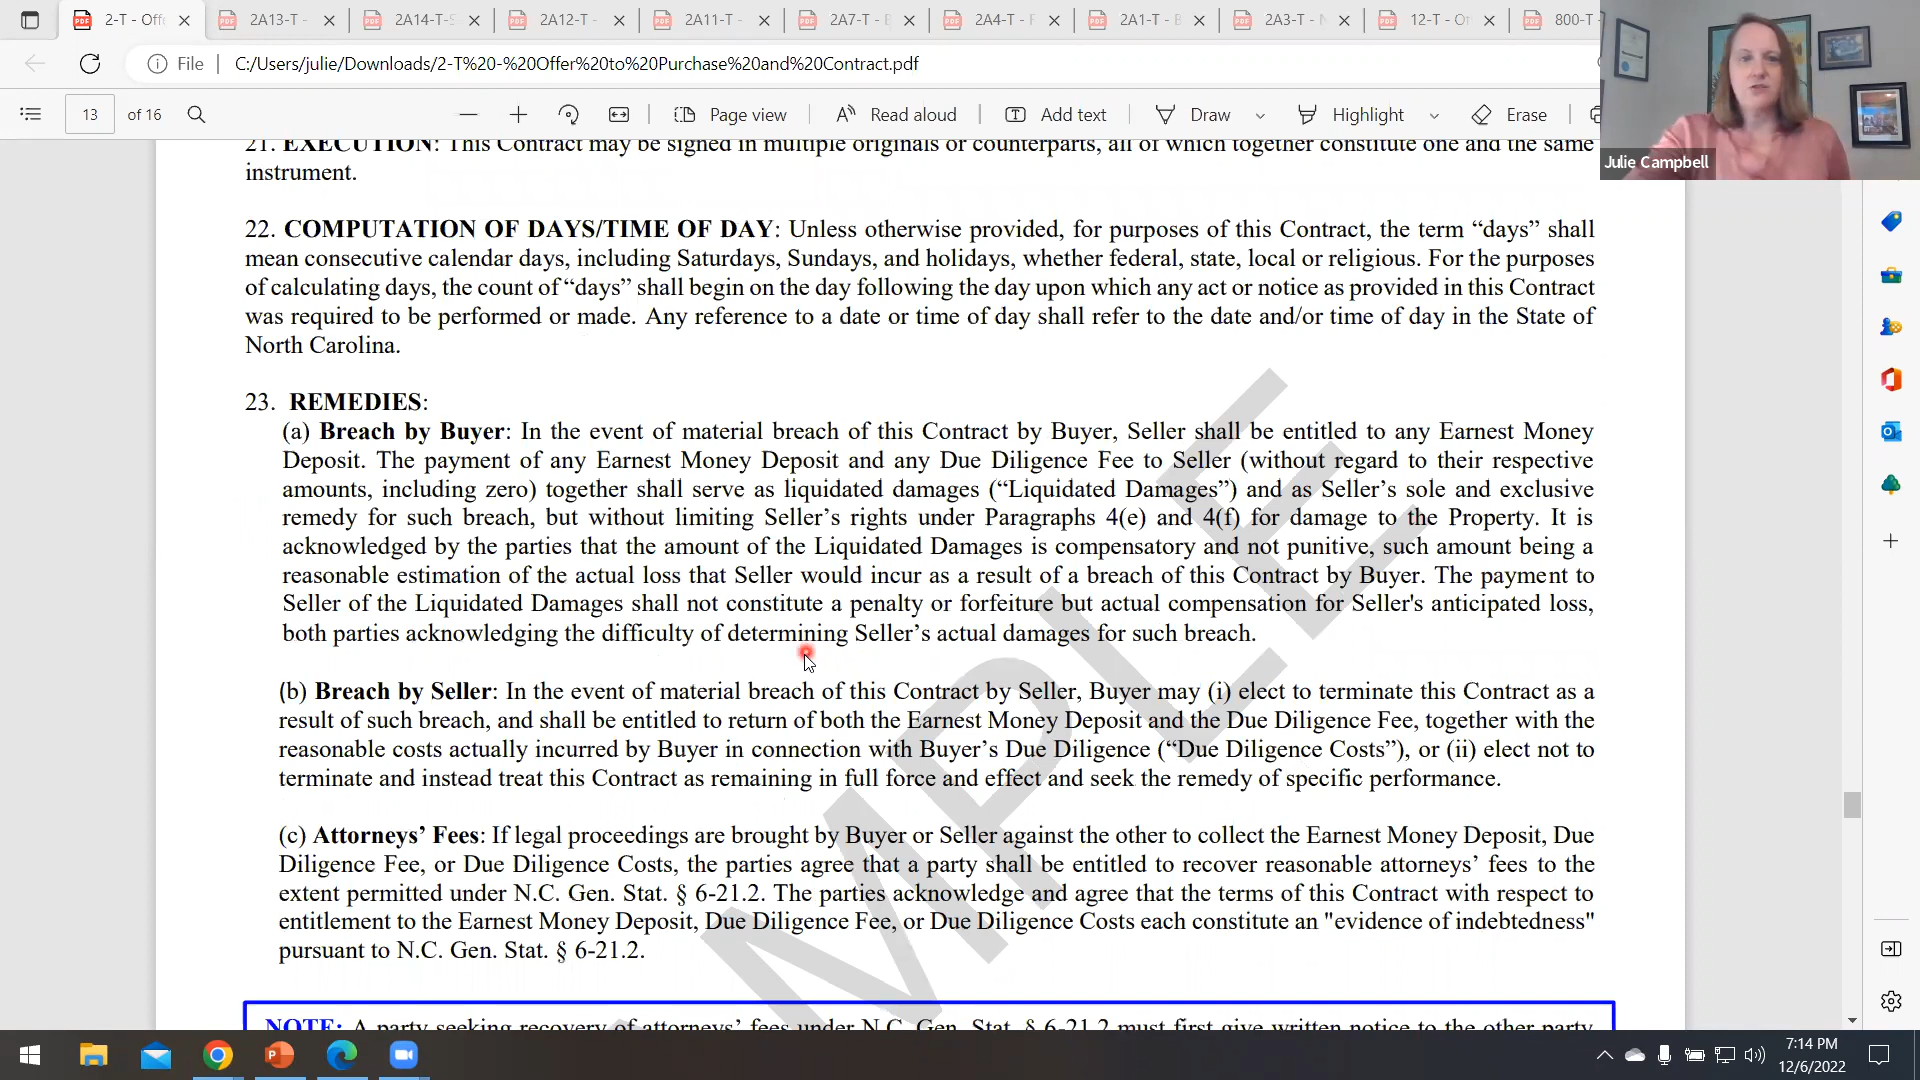 2-T - Offe
2A13-T -
2A14-T-S
2A12-T -
2A11-T -
2A7-T - B
2A4-T - F
2A1-T - B
2A3-T - N
12-T - Off
800-T
File
C:/Users/julie/Downloads/2-T%20-%20Offer%20to%20Purchase%20and%20Contract.pdf
13
of 16
Page view
Read aloud
Add text
Draw
Highlight
Erase
Julie Campbell
21. EXECUTION: This Contract may be signed in multiple originals or counterparts, all of which together constitute one and the same
instrument.
22. COMPUTATION OF DAYS/TIME OF DAY: Unless otherwise provided, for purposes of this Contract, the term “days” shall
mean consecutive calendar days, including Saturdays, Sundays, and holidays, whether federal, state, local or religious. For the purposes
of calculating days, the count of “days” shall begin on the day following the day upon which any act or notice as provided in this Contract
was required to be performed or made. Any reference to a date or time of day shall refer to the date and/or time of day in the State of
North Carolina.
23. REMEDIES:
(a) Breach by Buyer: In the event of material breach of this Contract by Buyer, Seller shall be entitled to any Earnest Money
Deposit. The payment of any Earnest Money Deposit and any Due Diligence Fee to Seller (without regard to their respective
amounts, including zero) together shall serve as liquidated damages (“Liquidated Damages”) and as Seller’s sole and exclusive
remedy for such breach, but without limiting Seller’s rights under Paragraphs 4(e) and 4(f) for damage to the Property. It is
acknowledged by the parties that the amount of the Liquidated Damages is compensatory and not punitive, such amount being a
reasonable estimation of the actual loss that Seller would incur as a result of a breach of this Contract by Buyer. The payment to
Seller of the Liquidated Damages shall not constitute a penalty or forfeiture but actual compensation for Seller's anticipated loss,
both parties acknowledging the difficulty of determining Seller’s actual damages for such breach.
(b) Breach by Seller: In the event of material breach of this Contract by Seller, Buyer may (i) elect to terminate this Contract as a
result of such breach, and shall be entitled to return of both the Earnest Money Deposit and the Due Diligence Fee, together with the
reasonable costs actually incurred by Buyer in connection with Buyer’s Due Diligence (“Due Diligence Costs”), or (ii) elect not to
terminate and instead treat this Contract as remaining in full force and effect and seek the remedy of specific performance.
(c) Attorneys’ Fees: If legal proceedings are brought by Buyer or Seller against the other to collect the Earnest Money Deposit, Due
Diligence Fee, or Due Diligence Costs, the parties agree that a party shall be entitled to recover reasonable attorneys’ fees to the
extent permitted under N.C. Gen. Stat. § 6-21.2. The parties acknowledge and agree that the terms of this Contract with respect to
entitlement to the Earnest Money Deposit, Due Diligence Fee, or Due Diligence Costs each constitute an "evidence of indebtedness"
pursuant to N.C. Gen. Stat. § 6-21.2.
NOTE: A party seeking recovery of attorneys’ fees under N.C. Gen. Stat. § 6-21.2 must first give written notice to the other party
MPLE
7:14 PM
12/6/2022